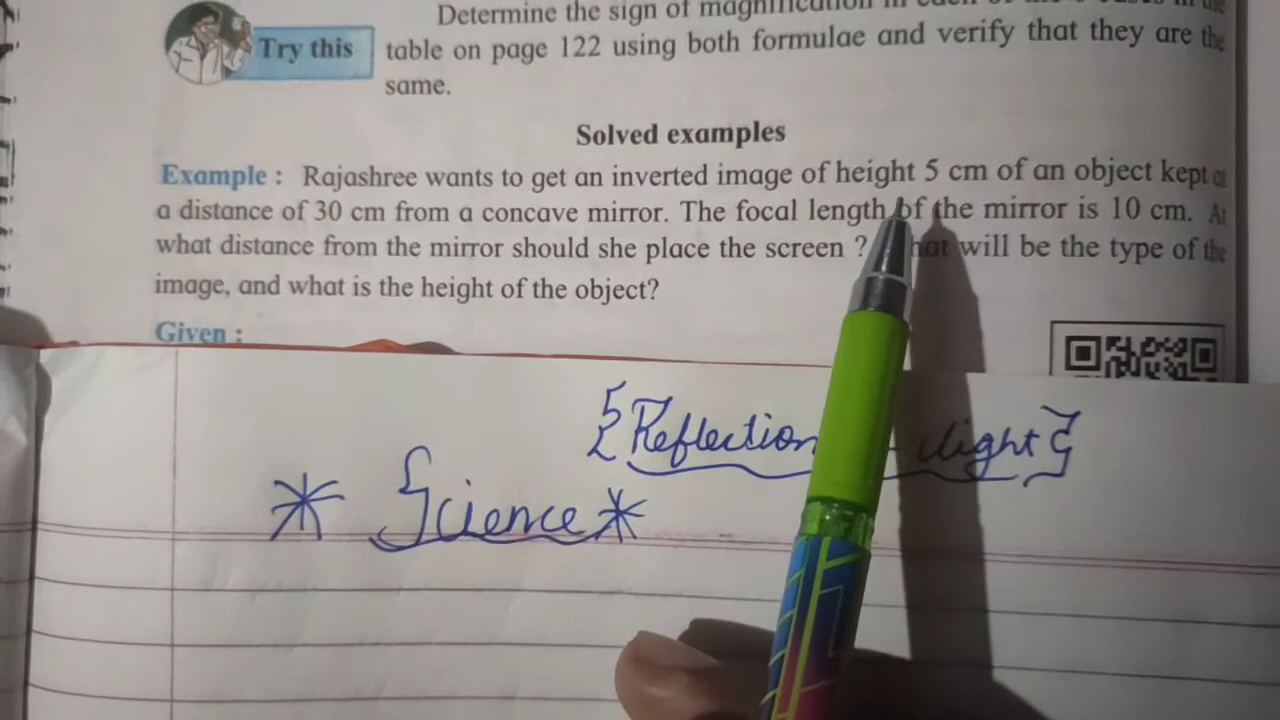 Determine the sign of magnification in each of the cases in the
Try this
table on page 122 using both formulae and verify that they are the
same.
Solved examples
Example : Rajashree wants to get an inverted image of height 5 cm of an object kept at
a distance of 30 cm from a concave mirror. The focal length of the mirror is 10 cm. At
what distance from the mirror should she place the screen ? What will be the type of the
image, and what is the height of the object?
Given :
{Reflection light}
* Science *